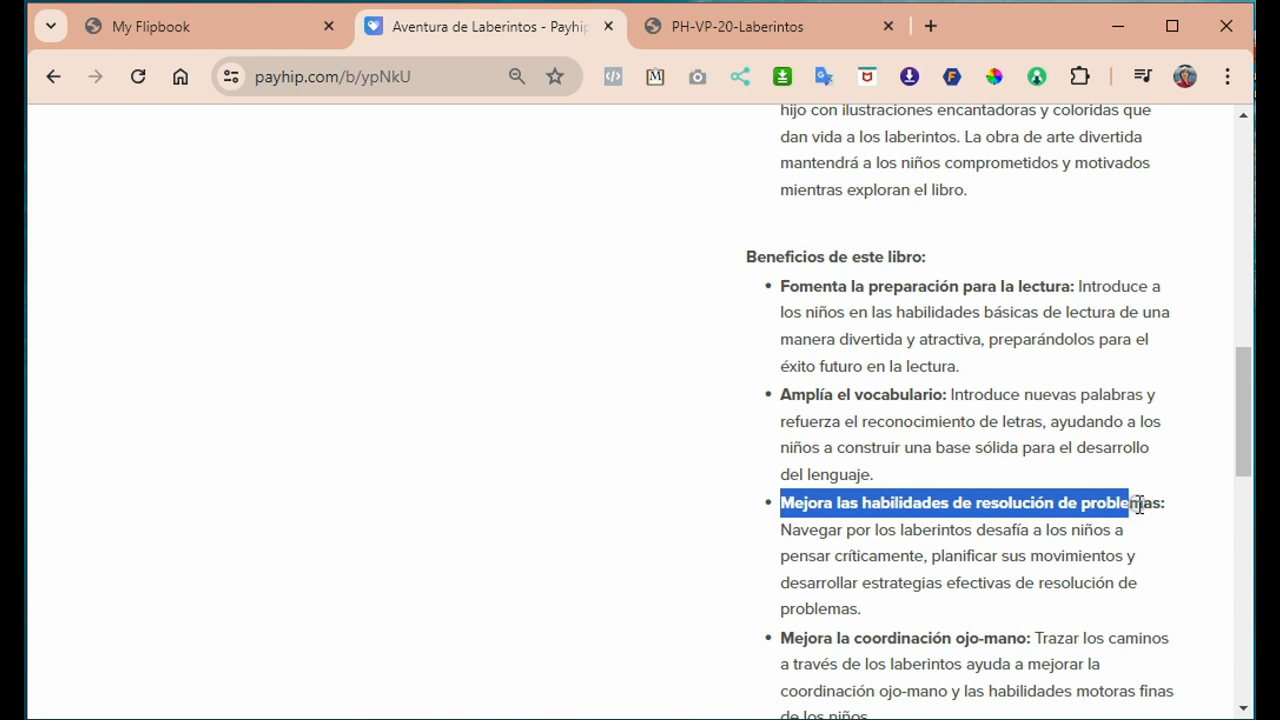 My Flipbook
Aventura de Laberintos - Payhip
PH-VP-20-Laberintos
payhip.com/b/ypNkU
hijo con ilustraciones encantadoras y coloridas que
dan vida a los laberintos. La obra de arte divertida
mantendrá a los niños comprometidos y motivados
mientras exploran el libro.
Beneficios de este libro:
• Fomenta la preparación para la lectura: Introduce a
los niños en las habilidades básicas de lectura de una
manera divertida y atractiva, preparándolos para el
éxito futuro en la lectura.
• Amplía el vocabulario: Introduce nuevas palabras y
refuerza el reconocimiento de letras, ayudando a los
niños a construir una base sólida para el desarrollo
del lenguaje.
• Mejora las habilidades de resolución de problemas:
Navegar por los laberintos desafía a los niños a
pensar críticamente, planificar sus movimientos y
desarrollar estrategias efectivas de resolución de
problemas.
• Mejora la coordinación ojo-mano: Trazar los caminos
a través de los laberintos ayuda a mejorar la
coordinación ojo-mano y las habilidades motoras finas
de los niños.